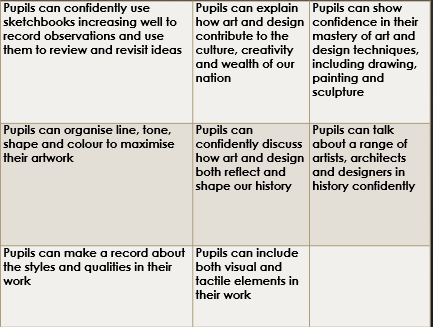 Pupils can confidently use
sketchbooks increasing well to
record observations and use
them to review and revisit ideas
Pupils can explain
how art and design
contribute to the
culture, creativity
and wealth of our
nation
Pupils can show
confidence in their
mastery of art and
design techniques,
including drawing,
painting and
sculpture
Pupils can organise line, tone,
shape and colour to maximise
their artwork
Pupils can
confidently discuss
how art and design
both reflect and
shape our history
Pupils can talk
about a range of
artists, architects
and designers in
history confidently
Pupils can make a record about
the styles and qualities in their
work
Pupils can include
both visual and
tactile elements in
their work